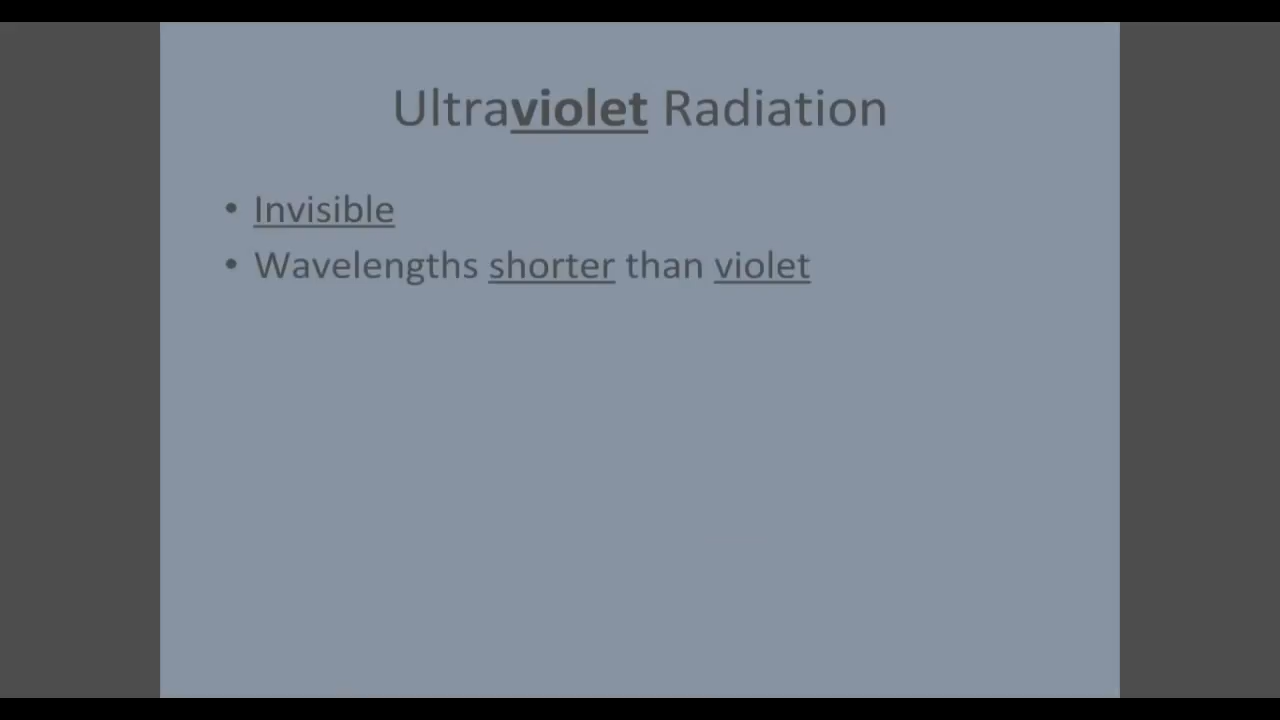 Ultraviolet Radiation
• Invisible
• Wavelengths shorter than violet